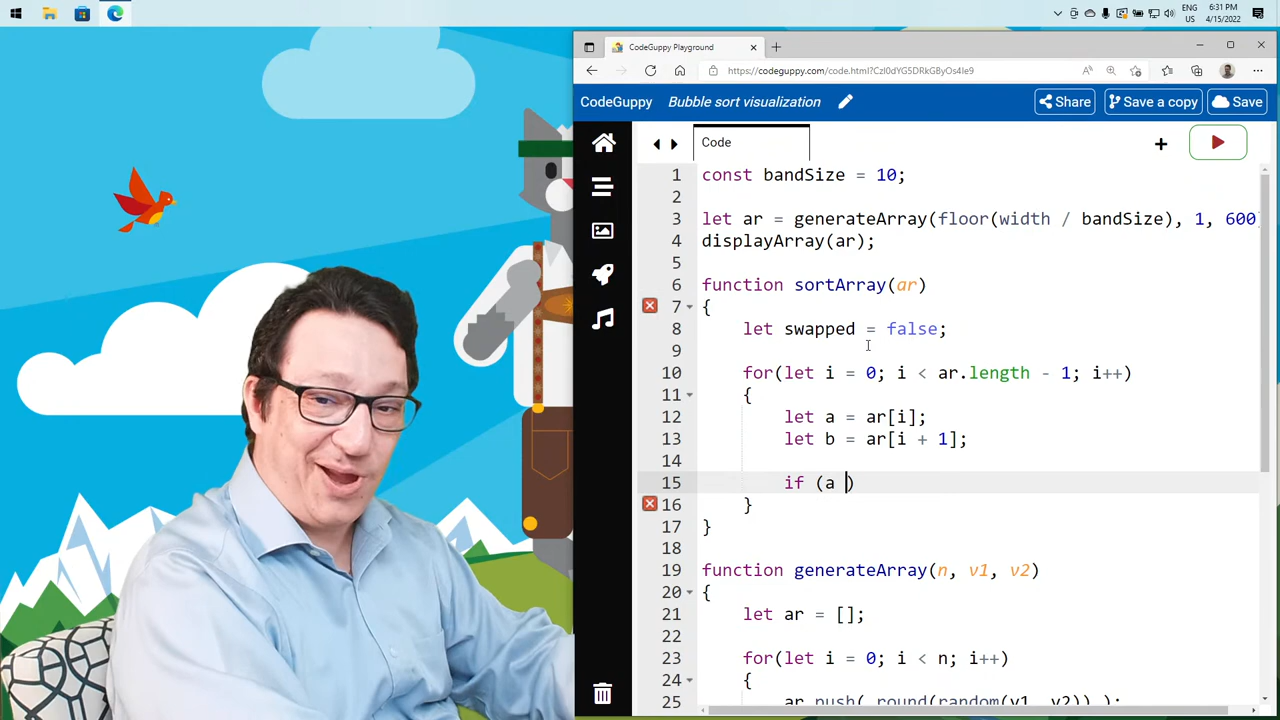 ENG
US
6:31 PM
4/15/2022
CodeGuppy Playground
https://codeguppy.com/code.html?CzI0dYG5DRkGByOs4Ie9
CodeGuppy
Bubble sort visualization
Share
Save a copy
Save
Code
1 const bandSize = 10;
2
3 let ar = generateArray(floor(width / bandSize), 1, 600)
4 displayArray(ar);
5
6 function sortArray(ar)
7 {
8 let swapped = false;
9
10 for(let i = 0; i < ar.length - 1; i++)
11 {
12 let a = ar[i];
13 let b = ar[i + 1];
14
15 if (a )
16 }
17 }
18
19 function generateArray(n, v1, v2)
20 {
21 let ar = [];
22
23 for(let i = 0; i < n; i++)
24 {
25 ar.push( round(random(v1, v2)) );